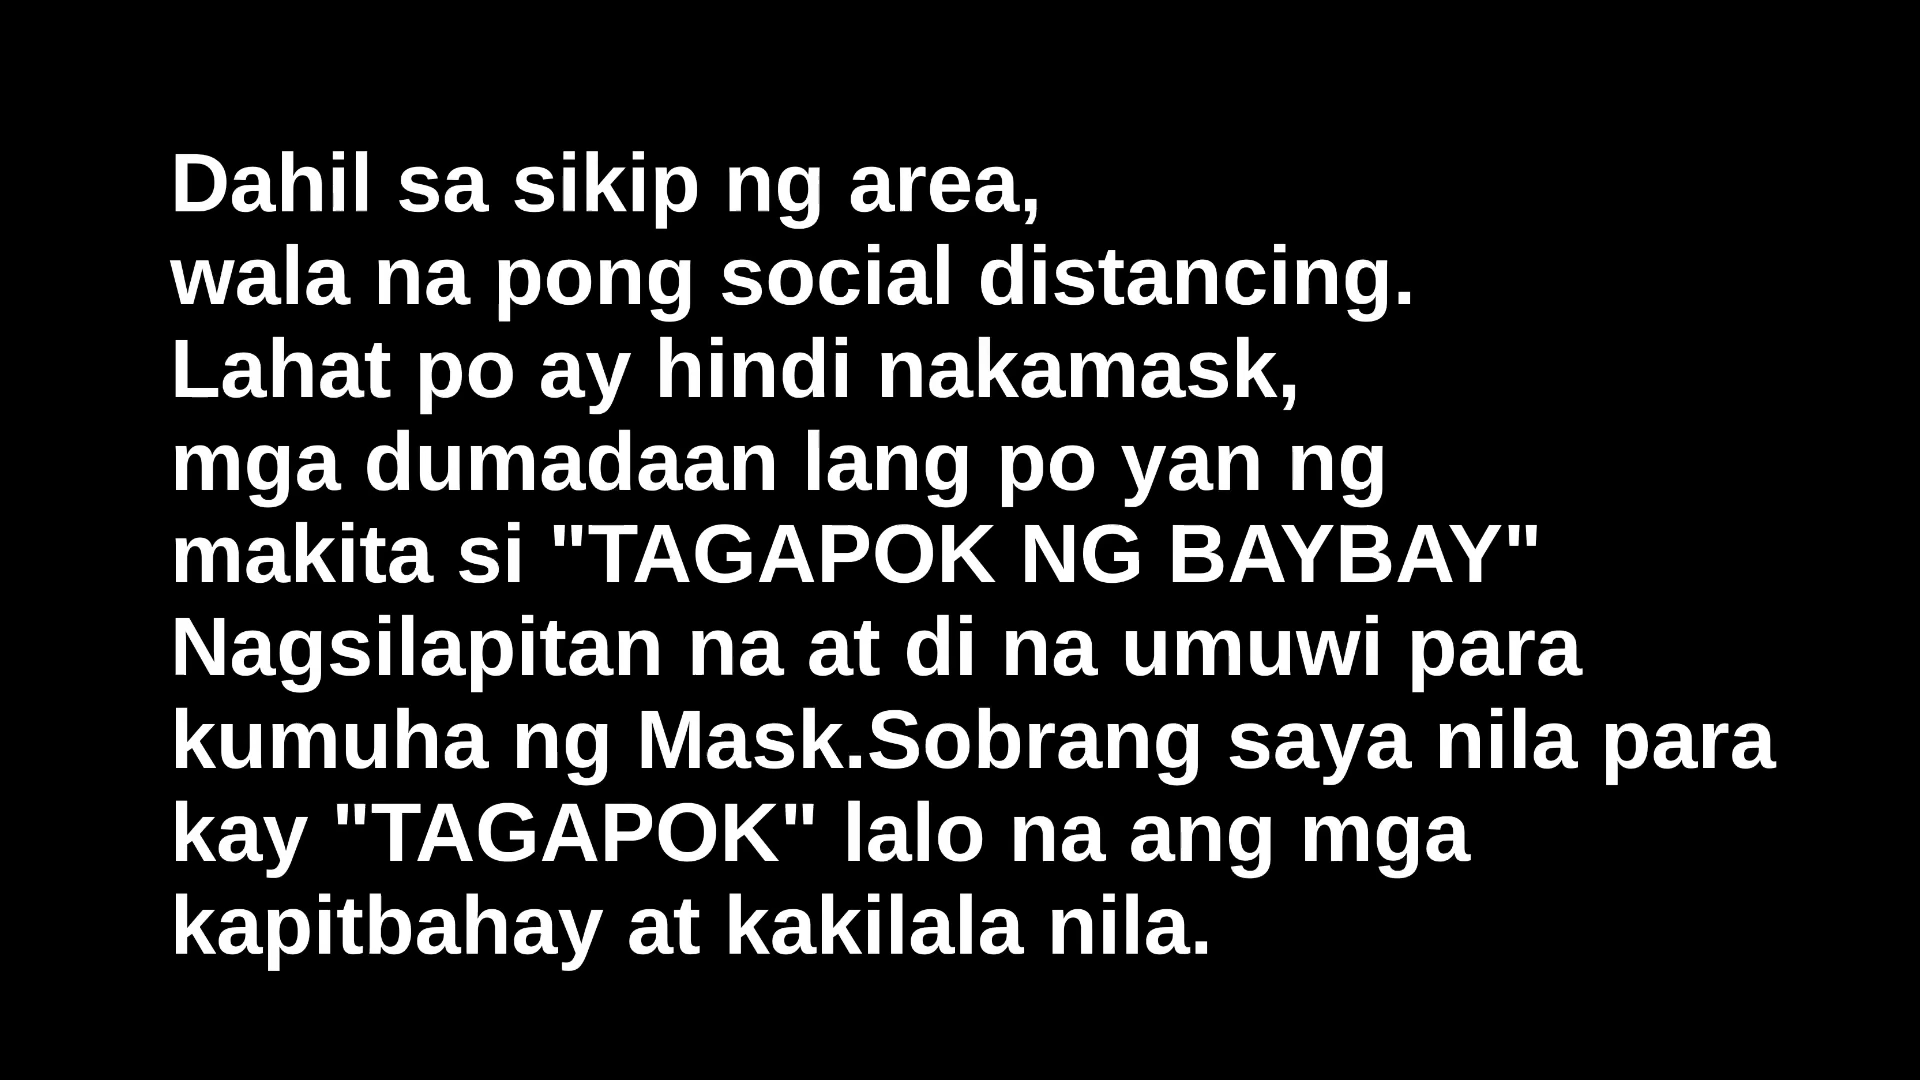 Dahil sa sikip ng area,
wala na pong social distancing.
Lahat po ay hindi nakamask,
mga dumadaan lang po yan ng
makita si "TAGAPOK NG BAYBAY"
Nagsilapitan na at di na umuwi para
kumuha ng Mask.Sobrang saya nila para
kay "TAGAPOK" lalo na ang mga
kapitbahay at kakilala nila.